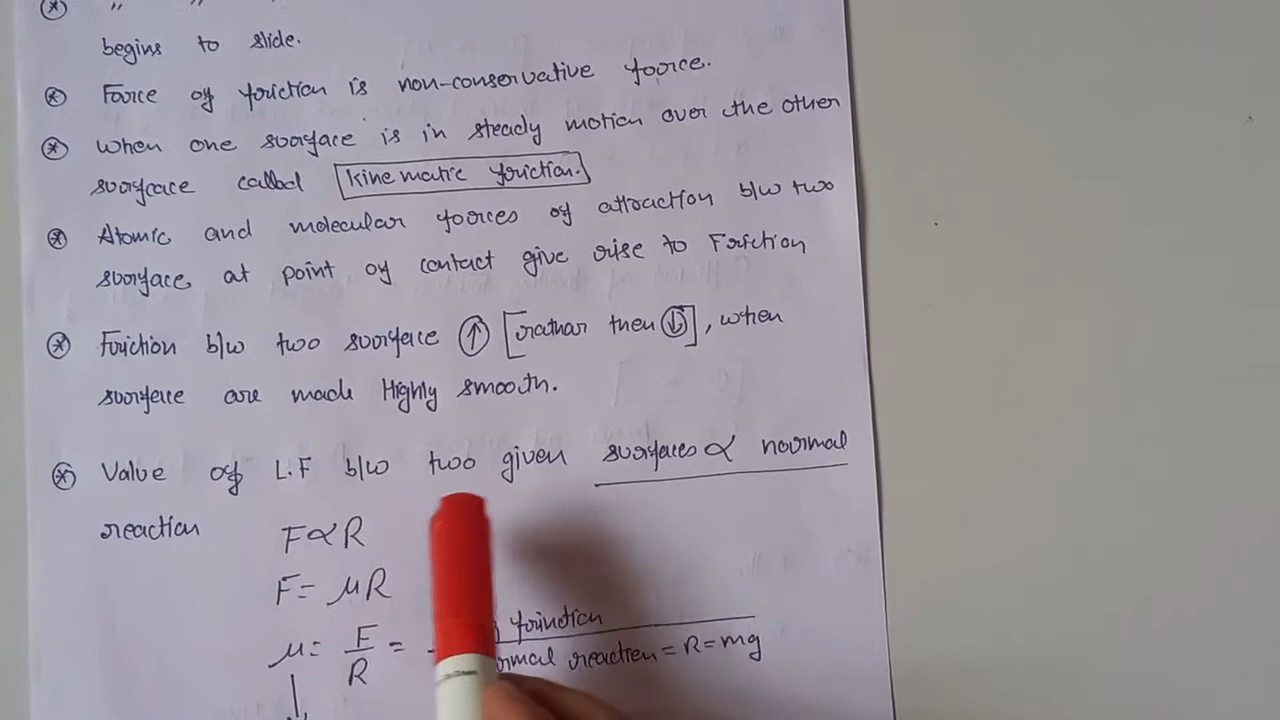 " "
begins to slide.
Force of friction is non-conservative force.
When one surface is in steady motion over the other
surface called kinematic friction.
Atomic and molecular forces of attraction b/w two
surface at point of contact give rise to Friction
Friction b/w two surface ↑ [rathar then ↓], when
surface are made Highly smooth.
Value of L.F b/w two given surfaces ∝ normal
reaction
F ∝ R
F = μR
μ = F/R = friction / reaction = R = mg